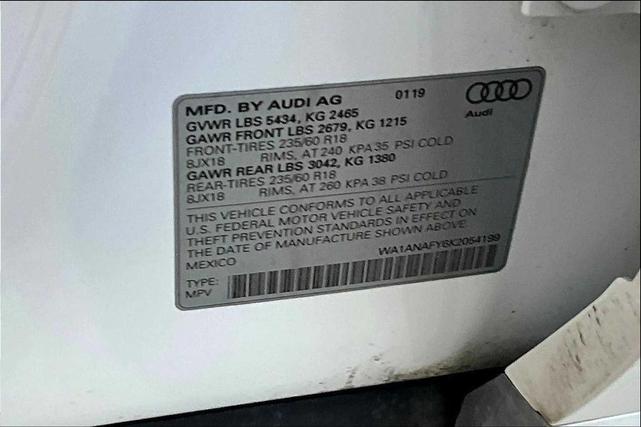 MFD. BY AUDI AG 01 19
Audi
GVWR LBS 5434, KG 2465
GAWR FRONT LBS 2679, KG 1215
FRONT-TIRES 235/60 R18
8JX18 RIMS, AT 240 KPA 35 PSI COLD
GAWR REAR LBS 3042, KG 1380
REAR-TIRES 235/60 R18
8JX18 RIMS, AT 260 KPA 38 PSI COLD
THIS VEHICLE CONFORMS TO ALL APPLICABLE
U.S. FEDERAL MOTOR VEHICLE SAFETY AND
THEFT PREVENTION STANDARDS IN EFFECT ON
THE DATE OF MANUFACTURE SHOWN ABOVE.
MEXICO WA1ANAFY6K2054199
TYPE:
MPV